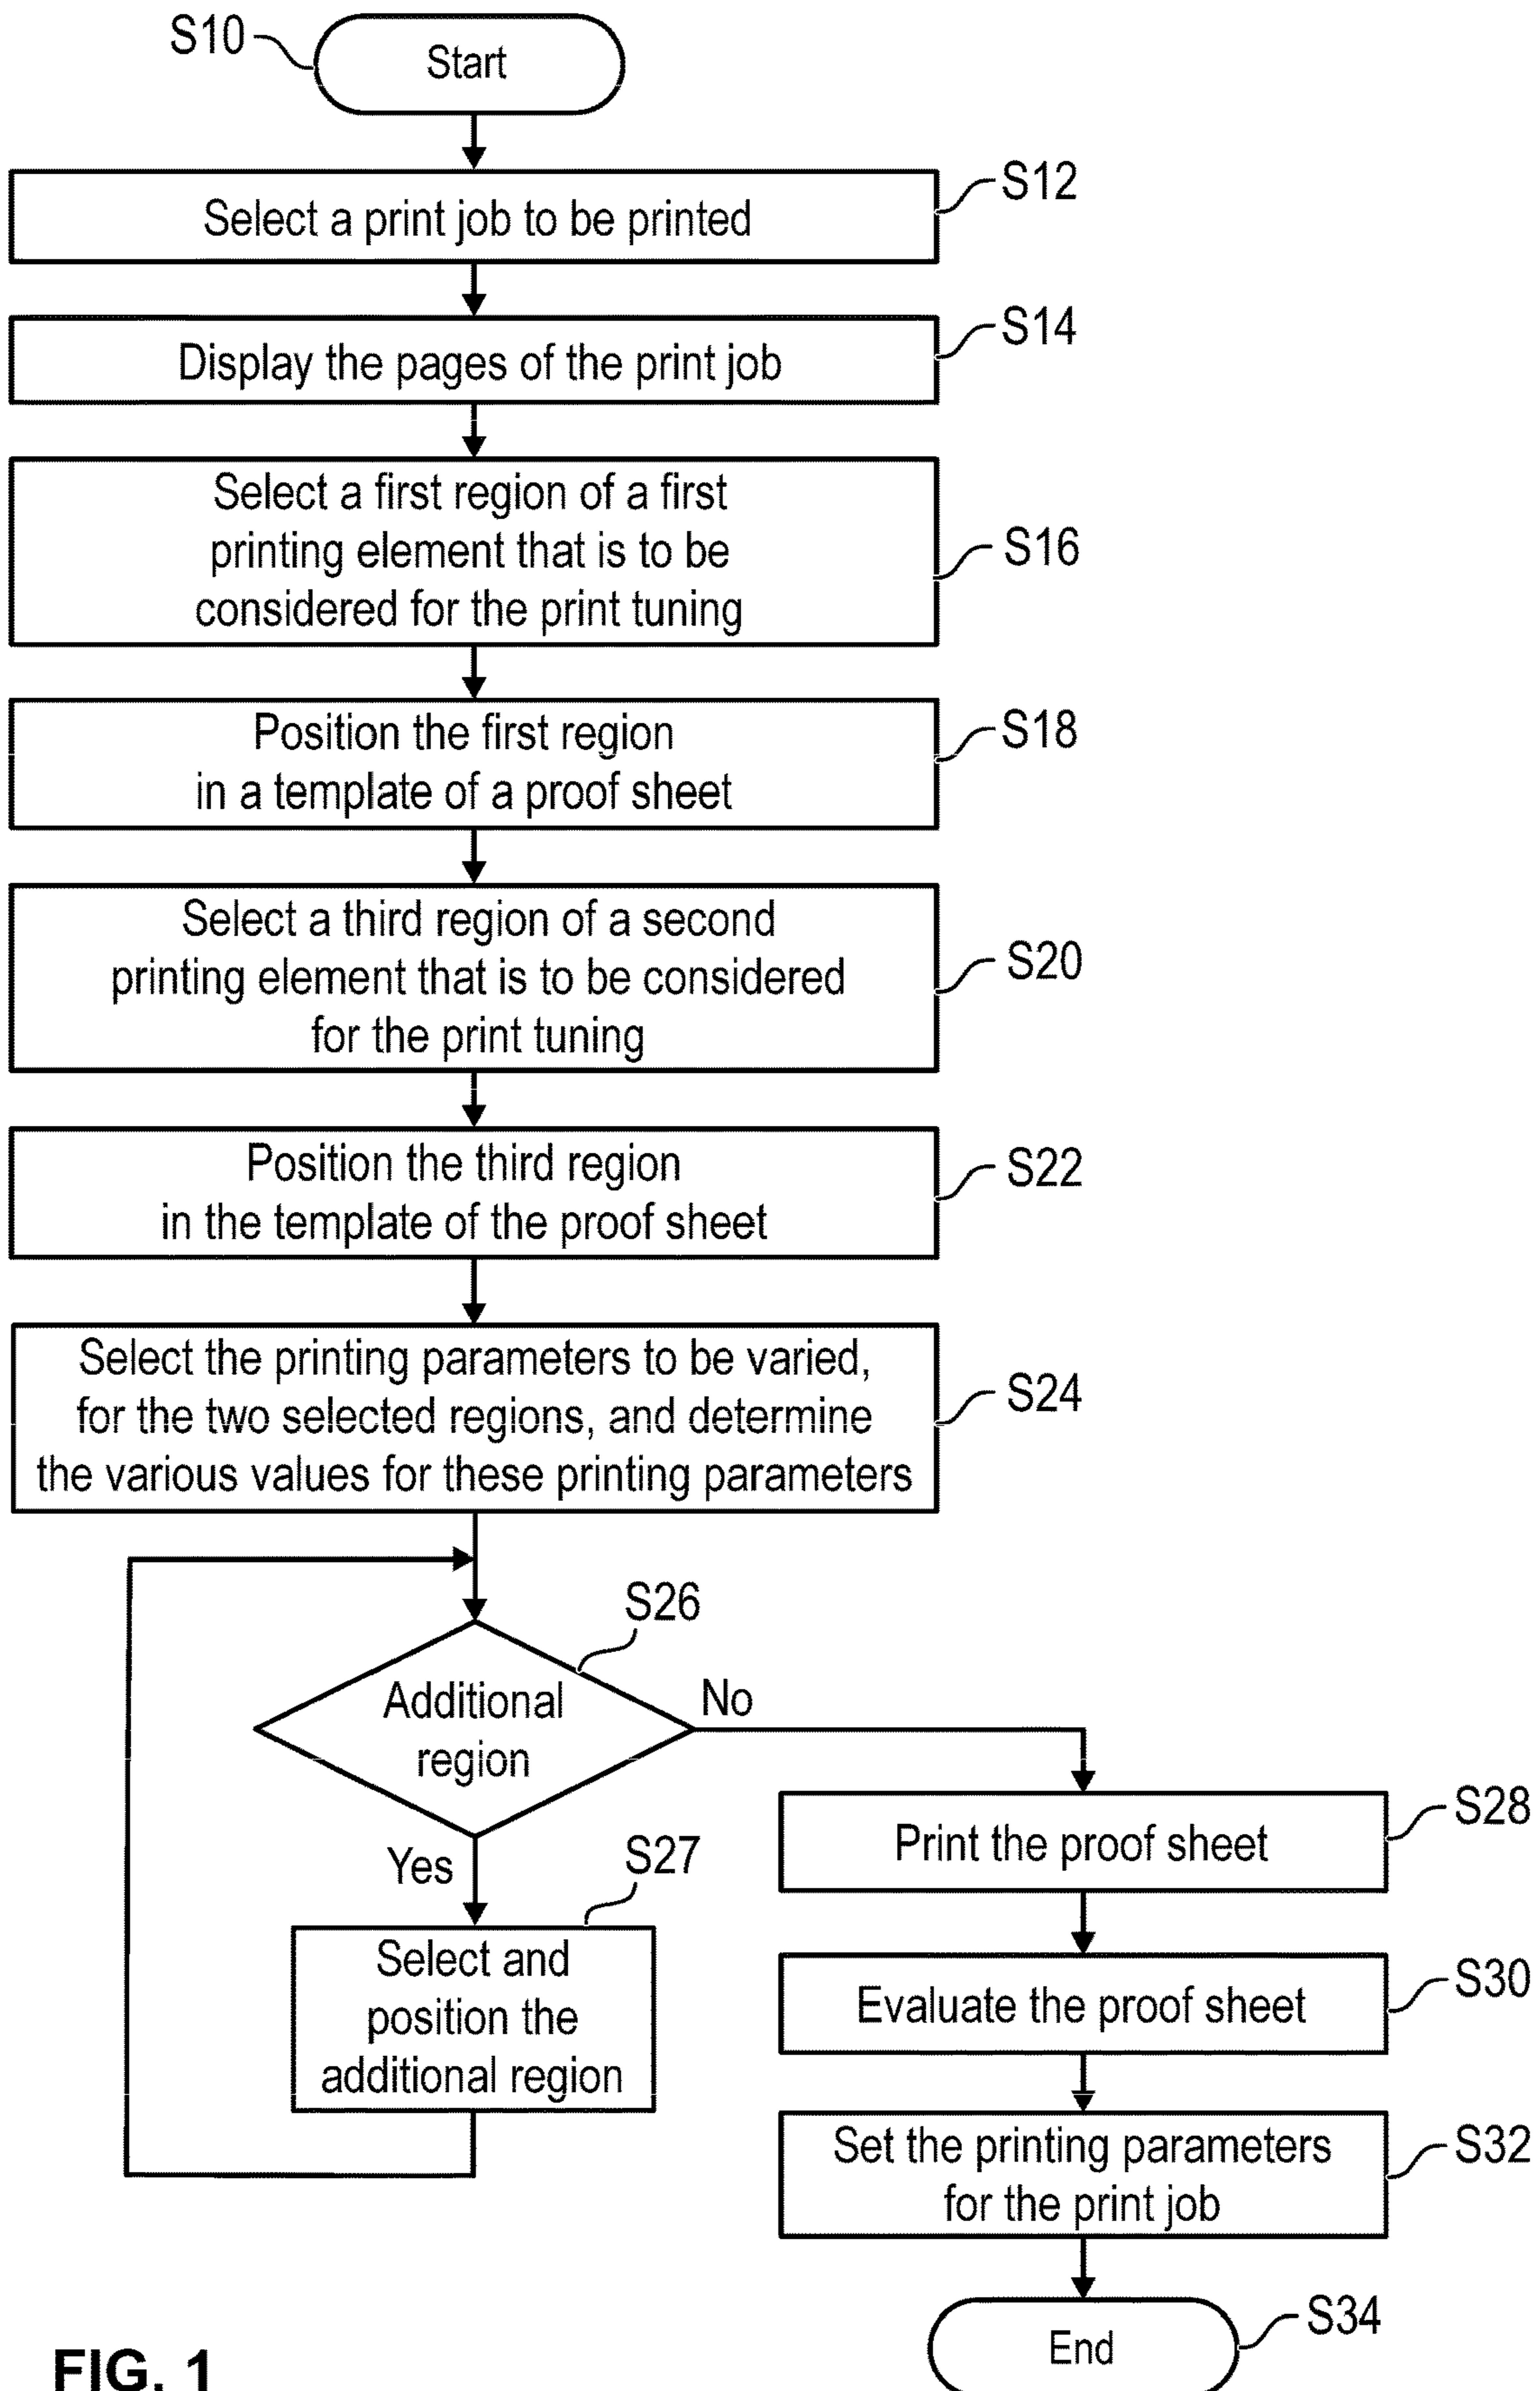 S10
Start
S12
Select a print job to be printed
S14
Display the pages of the print job
Select a first region of a first
printing element that is to be
considered for the print tuning
S16
Position the first region
in a template of a proof sheet
S18
Select a third region of a second
printing element that is to be considered
for the print tuning
S20
Position the third region
in the template of the proof sheet
S22
Select the printing parameters to be varied,
for the two selected regions, and determine
the various values for these printing parameters
S24
S26
Additional
region
No
Yes
S27
Select and
position the
additional region
S28
Print the proof sheet
S30
Evaluate the proof sheet
S32
Set the printing parameters
for the print job
S34
End
FIG. 1